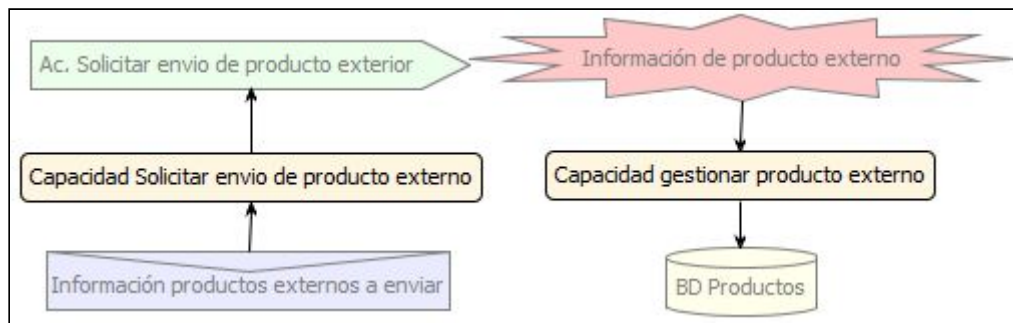 Ac. Solicitar envio de producto exterior
Información de producto externo
Capacidad Solicitar envio de producto externo
Capacidad gestionar producto externo
Información productos externos a enviar
BD Productos